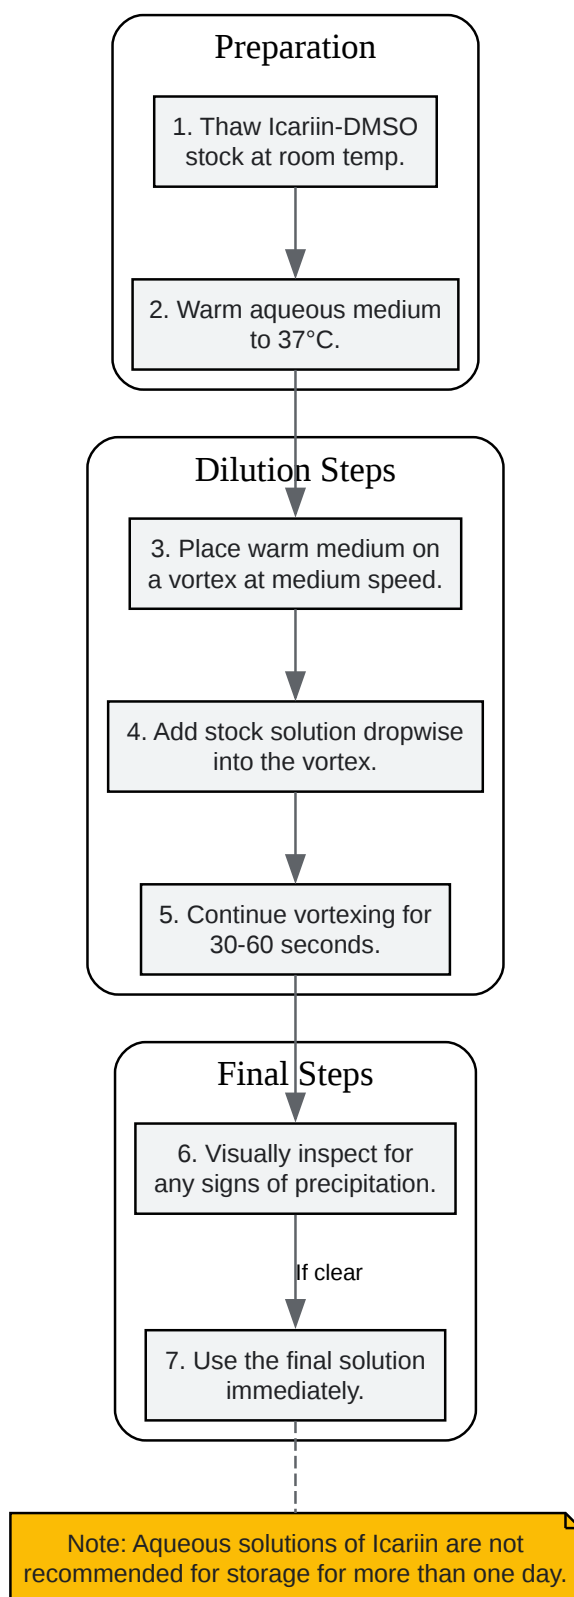 Preparation
1. Thaw Icariin-DMSO
stock at room temp.
2. Warm aqueous medium
to 37°C.
Dilution Steps
3. Place warm medium on
a vortex at medium speed.
4. Add stock solution dropwise
into the vortex.
5. Continue vortexing for
30-60 seconds.
Final Steps
6. Visually inspect for
any signs of precipitation.
If clear
7. Use the final solution
immediately.
Note: Aqueous solutions of Icariin are not
recommended for storage for more than one day.